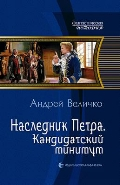 Андрей Величко
Наследник Петра.
Кандидатский
минимум